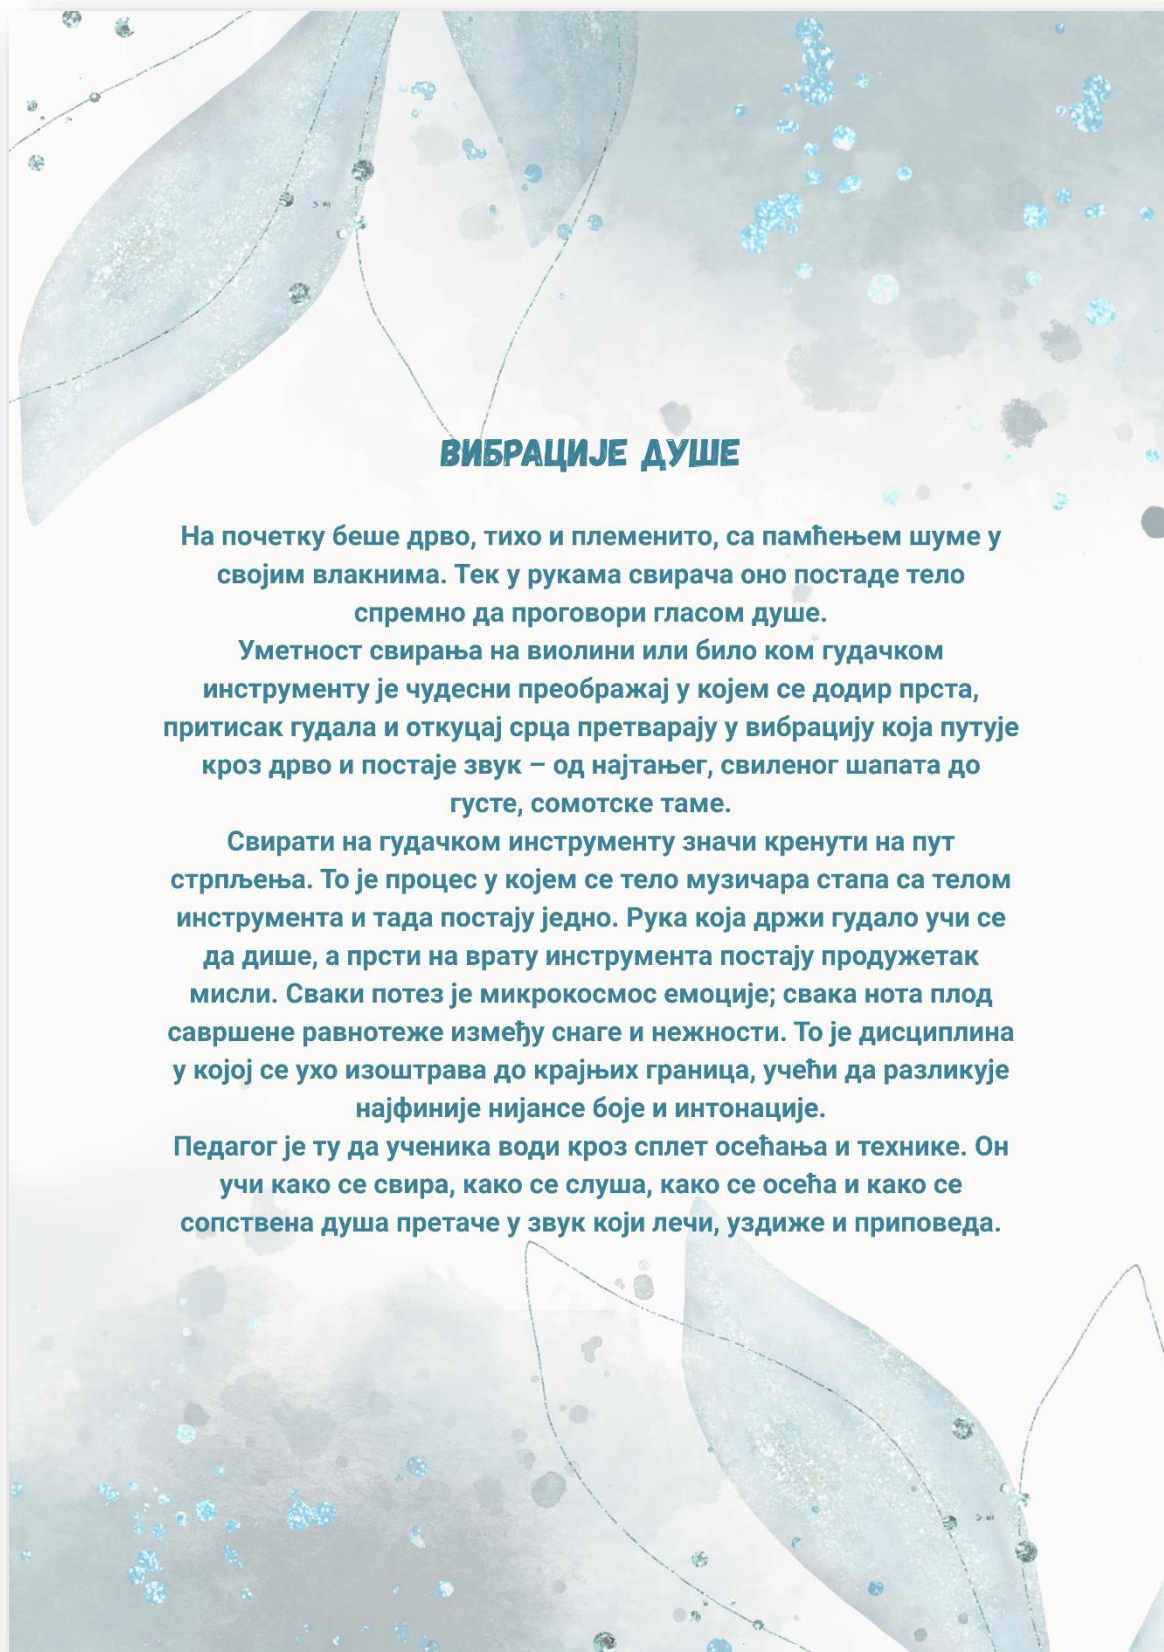 ВИБРАЦИЈЕ ДУШЕ
На почетку беше дрво, тихо и племенито, са памћењем шуме у
својим влакнима. Тек у рукама свирача оно постаде тело
спремно да проговори гласом душе.
Уметност свирања на виолини или било ком гудачком
инструменту је чудесни преображај у којем се додир прста,
притисак гудала и откуцај срца претварају у вибрацију која путује
кроз дрво и постаје звук – од најтањег, свиленог шапата до
густе, сомотске таме.
Свирати на гудачком инструменту значи кренути на пут
стрпљења. То је процес у којем се тело музичара стапа са телом
инструмента и тада постају једно. Рука која држи гудало учи се
да дише, а прсти на врату инструмента постају продужетак
мисли. Сваки потез је микрокосмос емоције; свака нота плод
савршене равнотеже између снаге и нежности. То је дисциплина
у којој се ухо изоштрава до крајњих граница, учећи да разликује
најфиније нијансе боје и интонације.
Педагог је ту да ученика води кроз сплет осећања и технике. Он
учи како се свира, како се слуша, како се осећа и како се
сопствена душа претаче у звук који лечи, уздиже и приповеда.